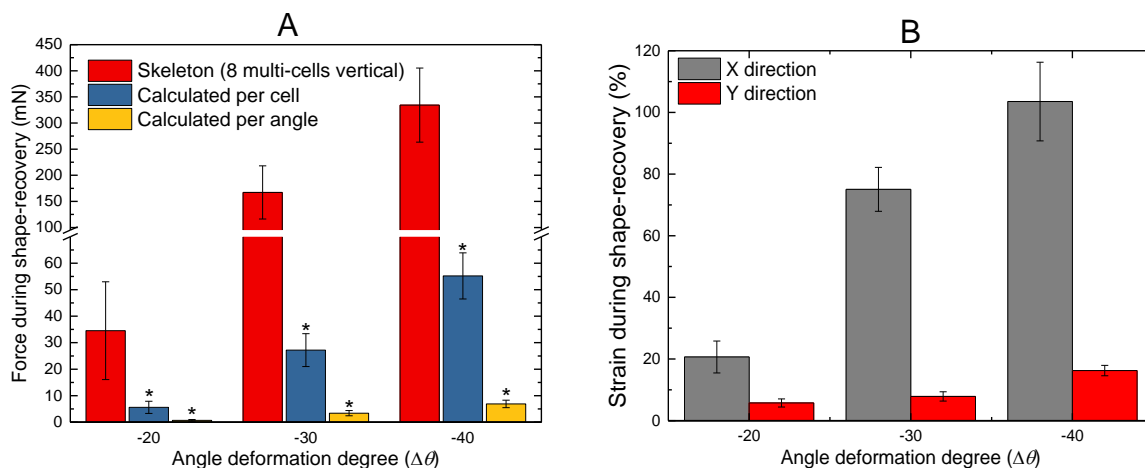 A
Force during shape-recovery (mN)
450
400
350
300
250
200
150
100
60
50
40
30
20
10
0
Skeleton (8 multi-cells vertical)
Calculated per cell
Calculated per angle
* * * * * *
-20 -30 -40
Angle deformation degree (Δθ)
B
Strain during shape-recovery (%)
120
100
80
60
40
20
0
X direction
Y direction
-20 -30 -40
Angle deformation degree (Δθ)